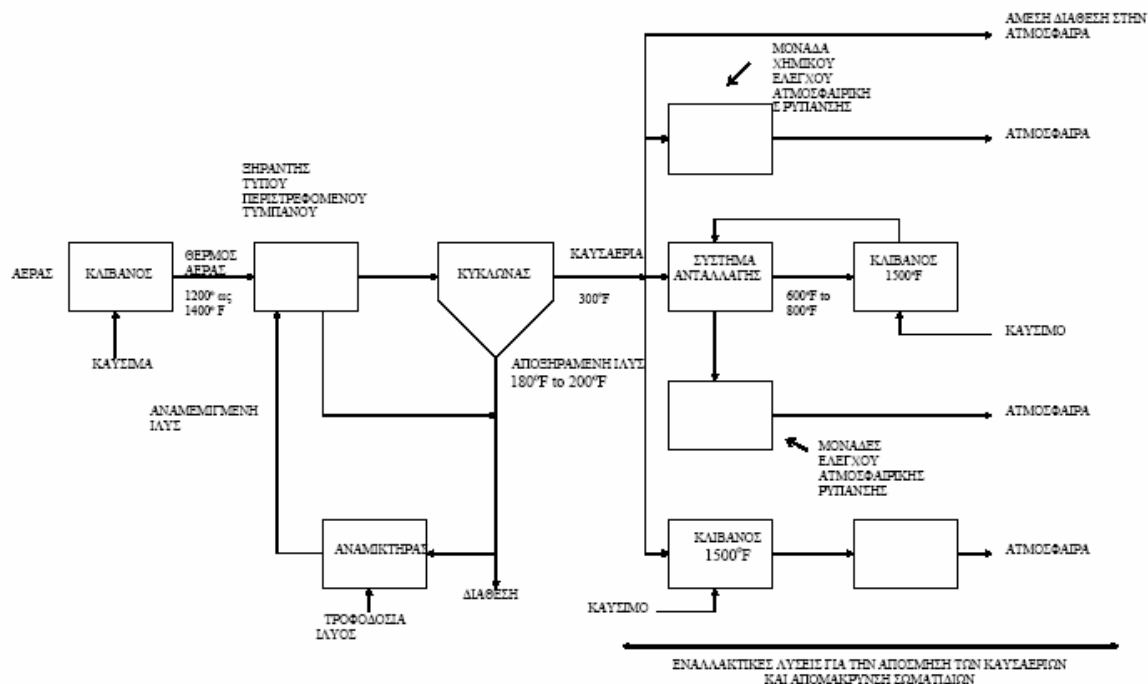 ΑΜΕΣΗ ΔΙΑΘΕΣΗ ΣΤΗΝ
ΑΤΜΟΣΦΑΙΡΑ
ΜΟΝΑΔΑ
ΧΗΜΙΚΟΥ
ΕΛΕΓΧΟΥ
ΑΤΜΟΣΦΑΙΡΙΚΗ
Σ ΡΥΠΑΝΣΗΣ
ΑΤΜΟΣΦΑΙΡΑ
ΞΗΡΑΝΤΗΣ
ΤΥΠΟΥ
ΠΕΡΙΣΤΡΕΦΟΜΕΝΟΥ
ΤΥΜΠΑΝΟΥ
ΑΕΡΑΣ
ΚΛΙΒΑΝΟΣ
ΘΕΡΜΟΣ
ΑΕΡΑΣ
1200° ως
1400° F
ΚΥΚΛΩΝΑΣ
ΚΑΥΣΑΕΡΙΑ
300°F
ΣΥΣΤΗΜΑ
ΑΝΤΑΛΛΑΓΗΣ
600°F to
800°F
ΚΛΙΒΑΝΟΣ
1500°F
ΚΑΥΣΙΜΟ
ΚΑΥΣΙΜΑ
ΑΠΟΞΗΡΑΜΕΝΗ ΙΛΥΣ
180°F to 200°F
ΑΝΑΜΕΜΙΓΜΕΝΗ
ΙΛΥΣ
ΑΤΜΟΣΦΑΙΡΑ
ΜΟΝΑΔΕΣ
ΕΛΕΓΧΟΥ
ΑΤΜΟΣΦΑΙΡΙΚΗΣ
ΡΥΠΑΝΣΗΣ
ΑΝΑΜΙΚΤΗΡΑΣ
ΚΛΙΒΑΝΟΣ
1500°F
ΑΤΜΟΣΦΑΙΡΑ
ΔΙΑΘΕΣΗ
ΚΑΥΣΙΜΟ
ΤΡΟΦΟΔΟΣΙΑ
ΙΛΥΟΣ
ΕΝΑΛΛΑΚΤΙΚΕΣ ΛΥΣΕΙΣ ΓΙΑ ΤΗΝ ΑΠΟΣΜΗΣΗ ΤΩΝ ΚΑΥΣΑΕΡΙΩΝ
ΚΑΙ ΑΠΟΜΑΚΡΥΝΣΗ ΣΩΜΑΤΙΔΙΩΝ